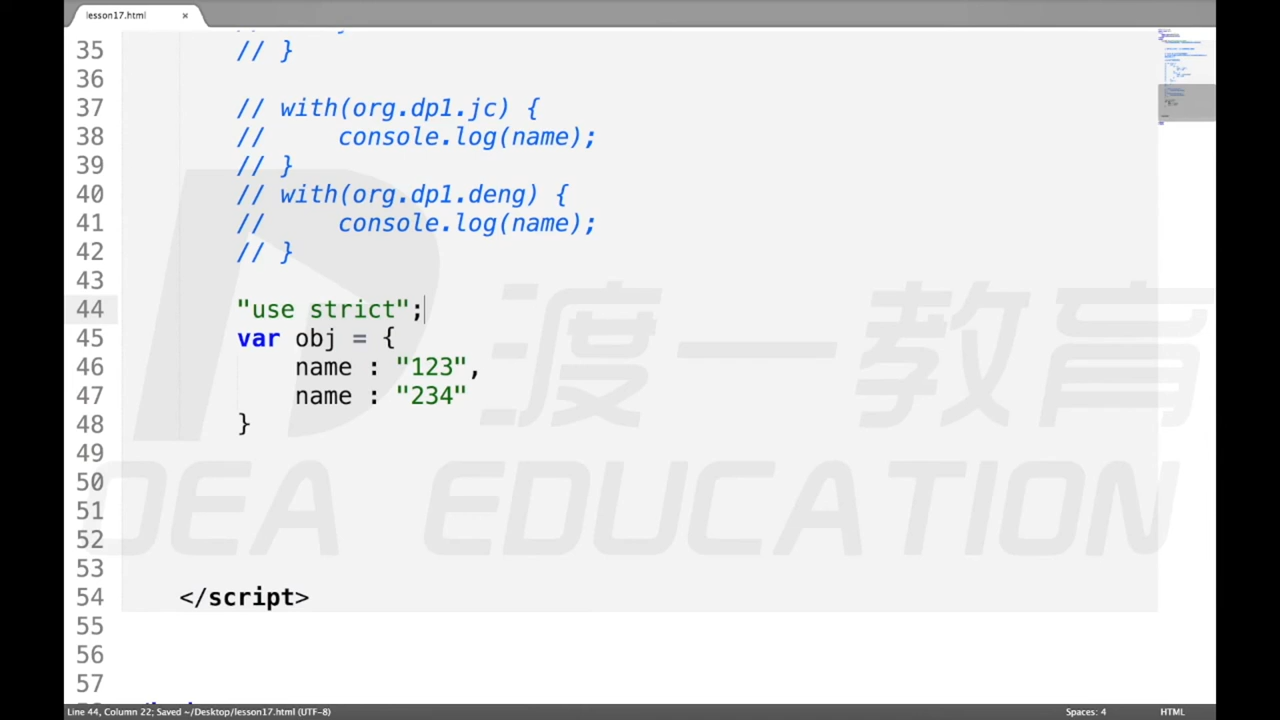 lesson17.html ×
35 // }
36
37 // with(org.dp1.jc) {
38 //     console.log(name);
39 // }
40 // with(org.dp1.deng) {
41 //     console.log(name);
42 // }
43
44 "use strict";
45 var obj = {
46     name : "123",
47     name : "234"
48 }
49
50
51
52
53
54 </script>
55
56
57
渡一教育
DEA EDUCATION
Line 44, Column 22; Saved ~/Desktop/lesson17.html (UTF-8) Spaces: 4 HTML